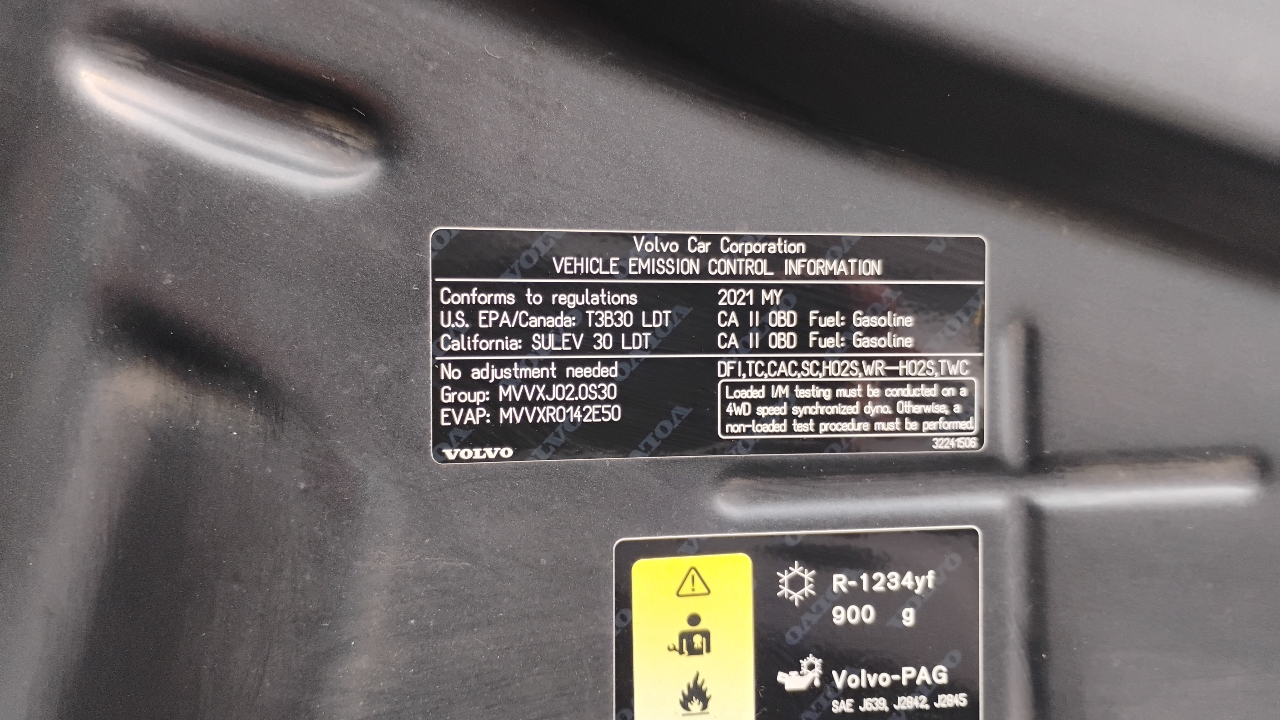 Volvo Car Corporation
VEHICLE EMISSION CONTROL INFORMATION
Conforms to regulations 2021 MY
U.S. EPA/Canada: T3B30 LDT CA II OBD Fuel: Gasoline
California: SULEV 30 LDT CA II OBD Fuel: Gasoline
No adjustment needed DFI,TC,CAC,SC,HO2S,WR-HO2S,TWC
Group: MVVXJ02.0S30
EVAP: MVVXR0142E50
Loaded I/M testing must be conducted on a
4WD speed synchronized dyno. Otherwise, a
non-loaded test procedure must be performed.
VOLVO
32241506
R-1234yf
900 g
Volvo-PAG
SAE J639, J2842, J2845